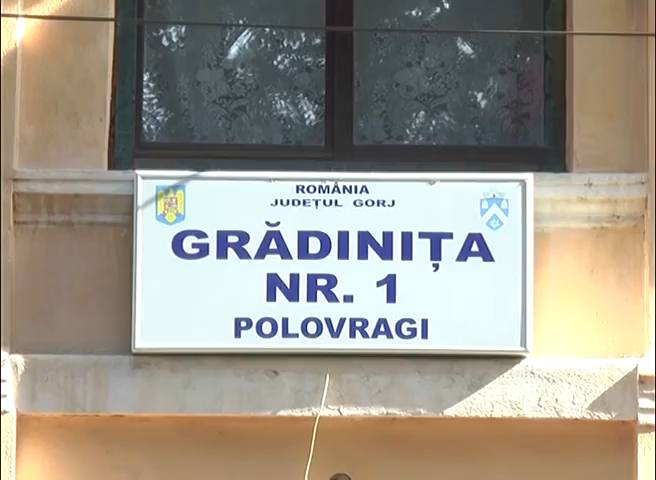 ROMÂNIA
JUDEȚUL GORJ
GRĂDINIȚA
NR. 1
POLOVRAGI